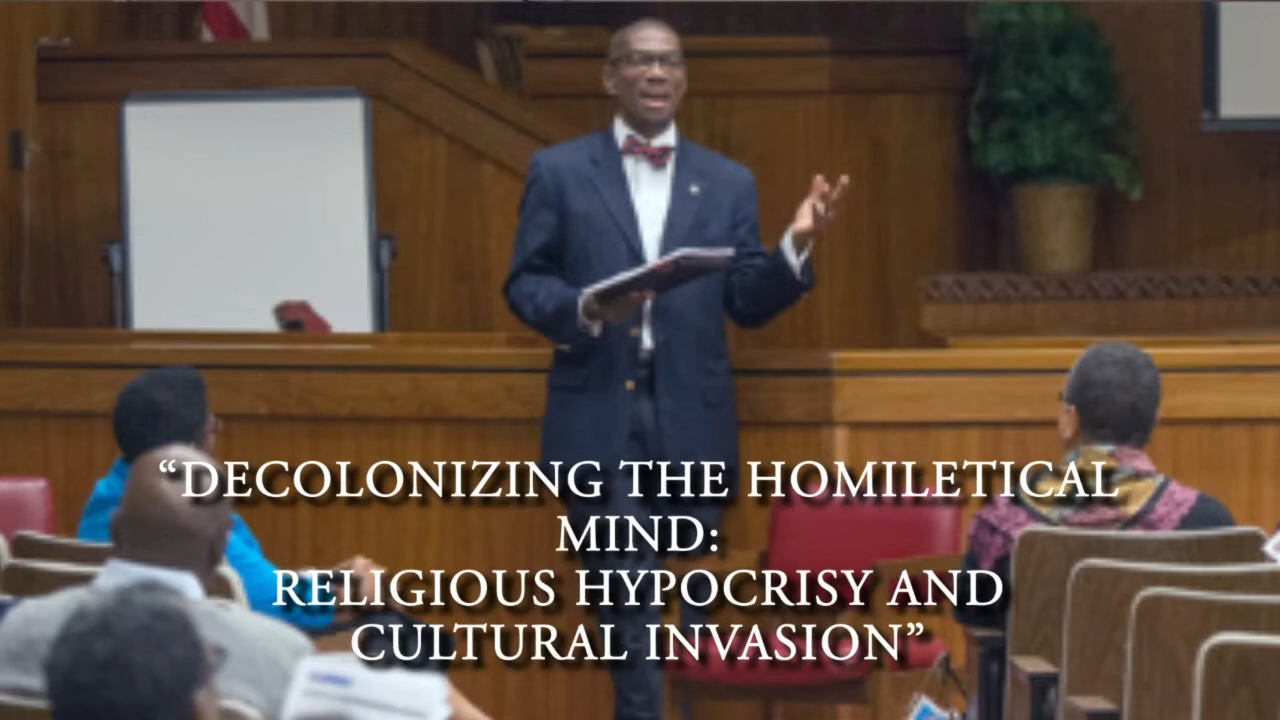 “DECOLONIZING THE HOMILETICAL
MIND:
RELIGIOUS HYPOCRISY AND
CULTURAL INVASION”